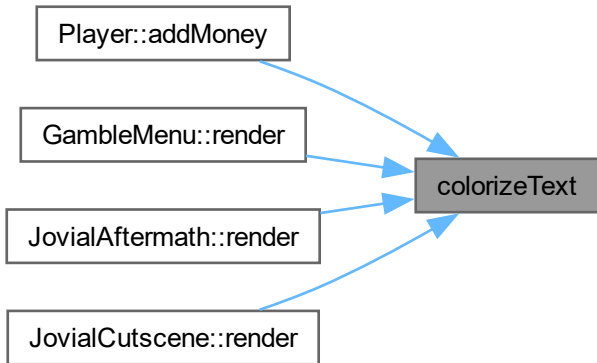 Player::addMoney
GambleMenu::render
colorizeText
JovialAftermath::render
JovialCutscene::render